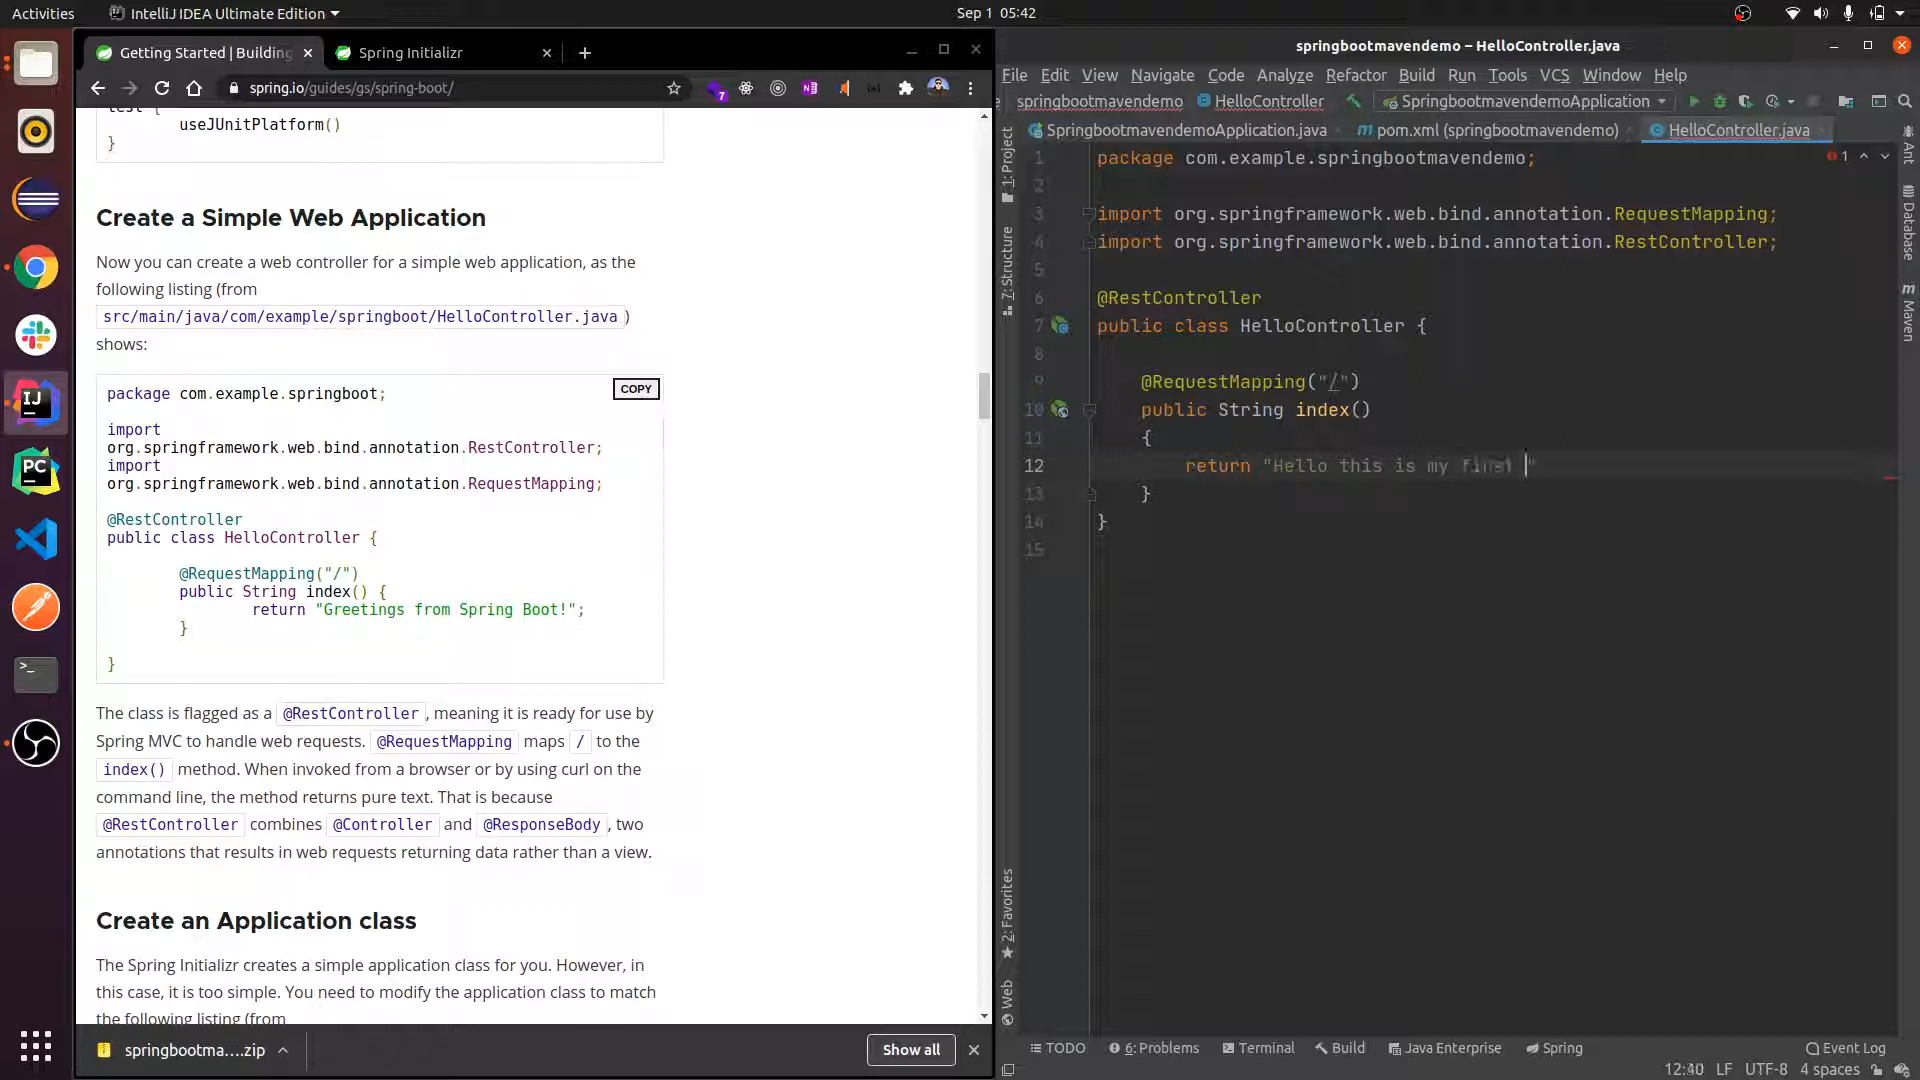 Activities
IntelliJ IDEA Ultimate Edition
Sep 1 05:42
Getting Started | Building
Spring Initializr
spring.io/guides/gs/spring-boot/
7
useJUnitPlatform()
}
Create a Simple Web Application
Now you can create a web controller for a simple web application, as the
following listing (from
src/main/java/com/example/springboot/HelloController.java )
shows:
COPY
package com.example.springboot;
import
org.springframework.web.bind.annotation.RestController;
import
org.springframework.web.bind.annotation.RequestMapping;
@RestController
public class HelloController {
@RequestMapping("/")
public String index() {
return "Greetings from Spring Boot!";
}
}
The class is flagged as a @RestController , meaning it is ready for use by
Spring MVC to handle web requests. @RequestMapping maps / to the
index() method. When invoked from a browser or by using curl on the
command line, the method returns pure text. That is because
@RestController combines @Controller and @ResponseBody , two
annotations that results in web requests returning data rather than a view.
Create an Application class
The Spring Initializr creates a simple application class for you. However, in
this case, it is too simple. You need to modify the application class to match
the following listing (from
springbootma....zip
Show all
springbootmavendemo – HelloController.java
File Edit View Navigate Code Analyze Refactor Build Run Tools VCS Window Help
springbootmavendemo HelloController SpringbootmavendemoApplication
SpringbootmavendemoApplication.java pom.xml (springbootmavendemo) HelloController.java
1 package com.example.springbootmavendemo;
1
2
3 import org.springframework.web.bind.annotation.RequestMapping;
4 import org.springframework.web.bind.annotation.RestController;
5
6 @RestController
7 public class HelloController {
8
9 @RequestMapping("/")
10 public String index()
11 {
12 return "Hello this is my first "
13 }
14 }
15
1: Project
7: Structure
2: Favorites
Web
Ant
Database
m Maven
TODO 6: Problems Terminal Build Java Enterprise Spring Event Log
LF UTF-8 4 spaces